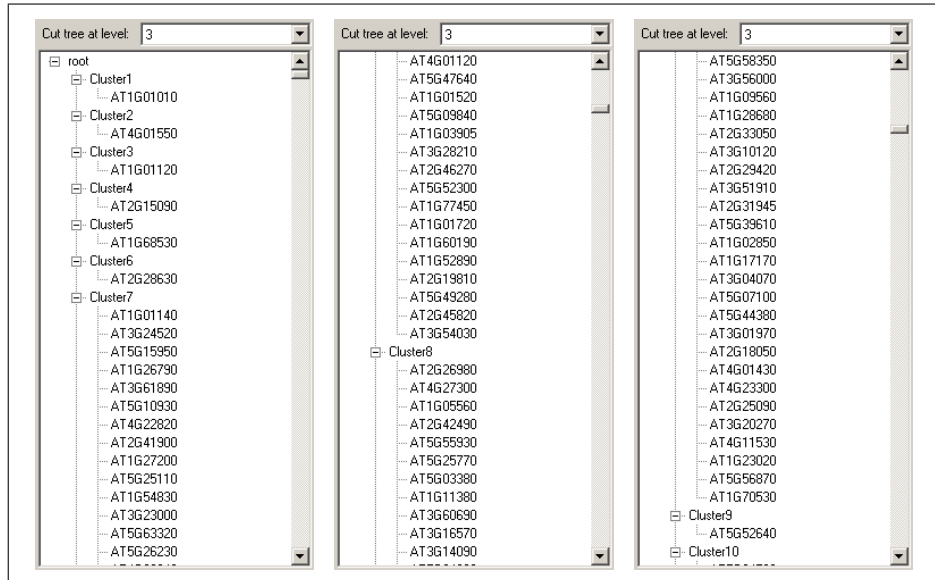 Cut tree at level: 3
root
Cluster1
AT1G01010
Cluster2
AT4G01550
Cluster3
AT1G01120
Cluster4
AT2G15090
Cluster5
AT1G68530
Cluster6
AT2G28630
Cluster7
AT1G01140
AT3G24520
AT5G15950
AT1G26790
AT3G61890
AT5G10930
AT4G22820
AT2G41900
AT1G27200
AT5G25110
AT1G54830
AT3G23000
AT5G63320
AT5G26230
Cut tree at level: 3
AT4G01120
AT5G47640
AT1G01520
AT5G09840
AT1G03905
AT3G28210
AT2G46270
AT5G52300
AT1G77450
AT1G01720
AT1G60190
AT1G52890
AT2G19810
AT5G49280
AT2G45820
AT3G54030
Cluster8
AT2G26980
AT4G27300
AT1G05560
AT2G42490
AT5G55930
AT5G25770
AT5G03380
AT1G11380
AT3G60690
AT3G16570
AT3G14090
Cut tree at level: 3
AT5G58350
AT3G56000
AT1G09560
AT1G28680
AT2G33050
AT3G10120
AT2G29420
AT3G51910
AT2G31945
AT5G39610
AT1G02850
AT1G17170
AT3G04070
AT5G07100
AT5G44380
AT3G01970
AT2G18050
AT4G01430
AT4G23300
AT2G25090
AT3G20270
AT4G11530
AT1G23020
AT5G56870
AT1G70530
Cluster9
AT5G52640
Cluster10